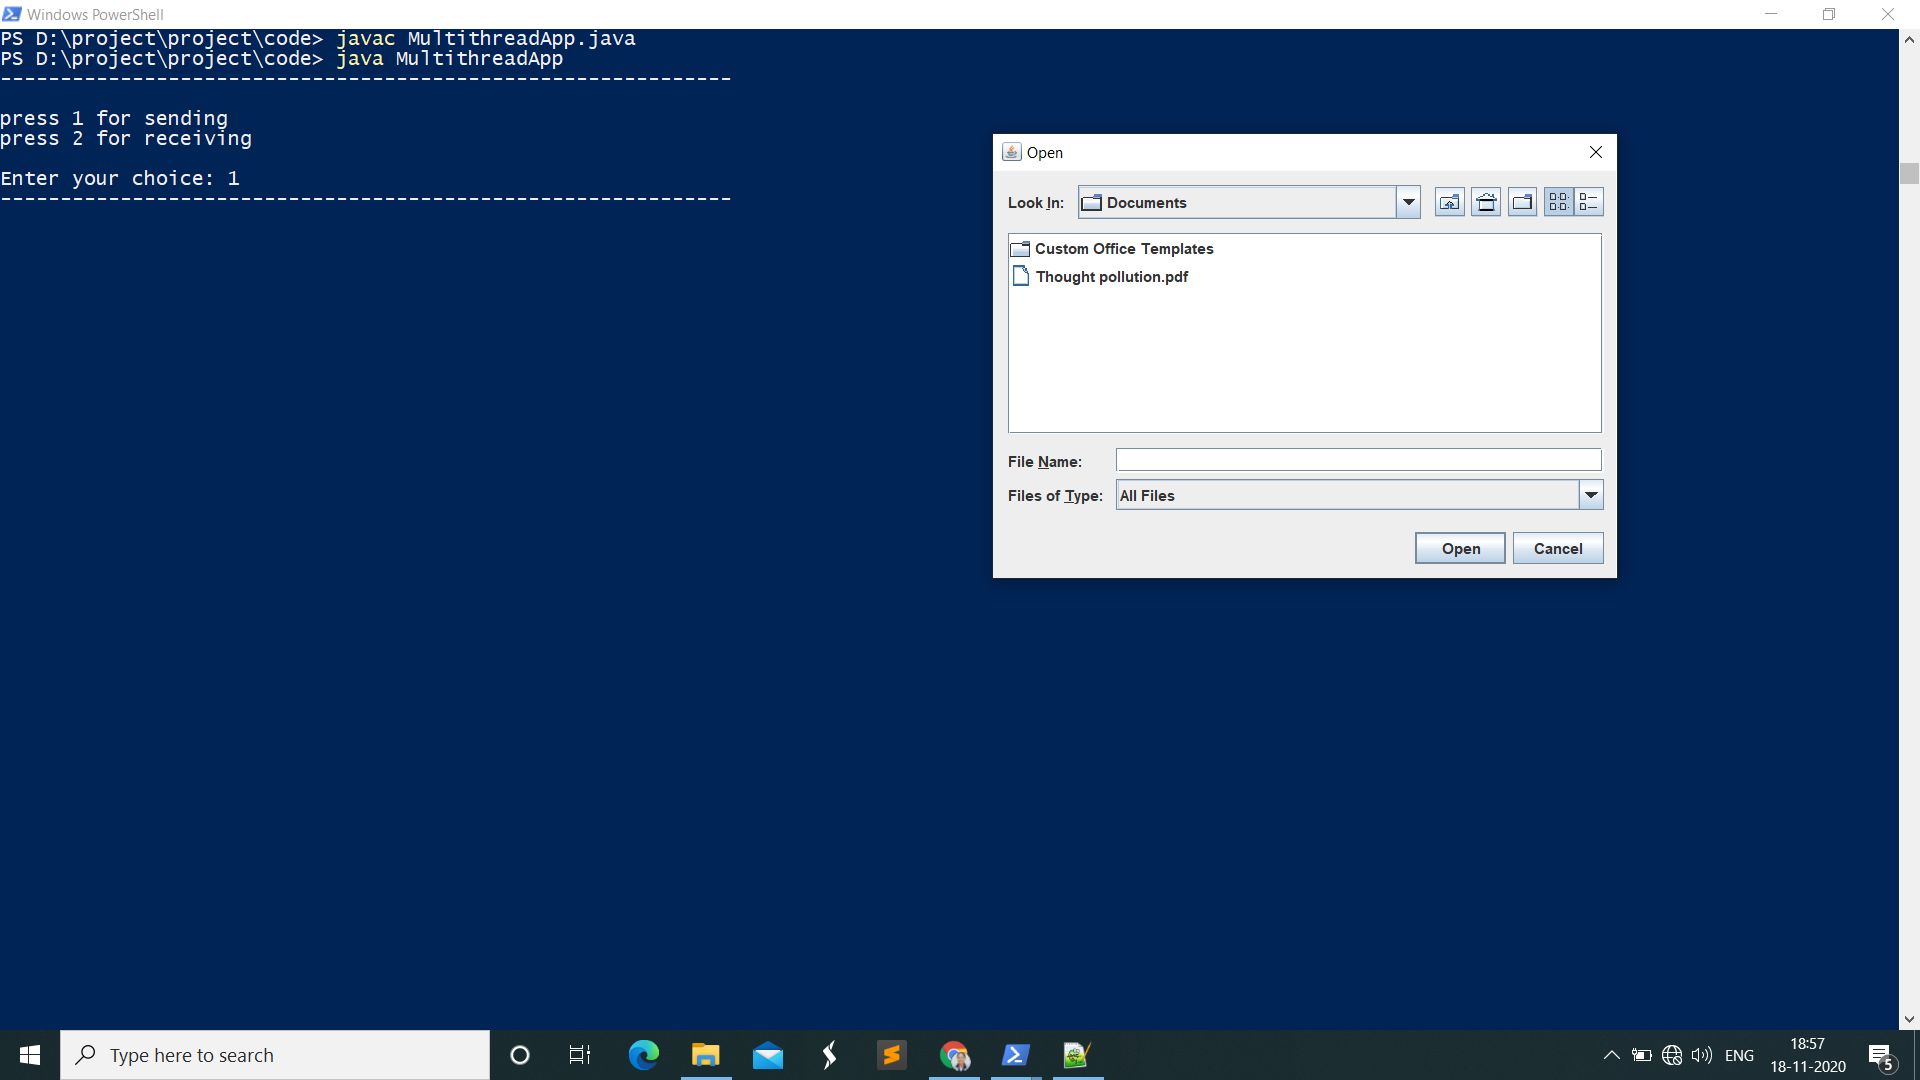 Windows PowerShell
PS D:\project\project\code> javac MultithreadApp.java
PS D:\project\project\code> java MultithreadApp
-------------------------------------------------------------
press 1 for sending
press 2 for receiving
Enter your choice: 1
-------------------------------------------------------------
Open
Look In: Documents
Custom Office Templates
Thought pollution.pdf
File Name:
Files of Type: All Files
Open Cancel
Type here to search
ENG
18:57
18-11-2020
5